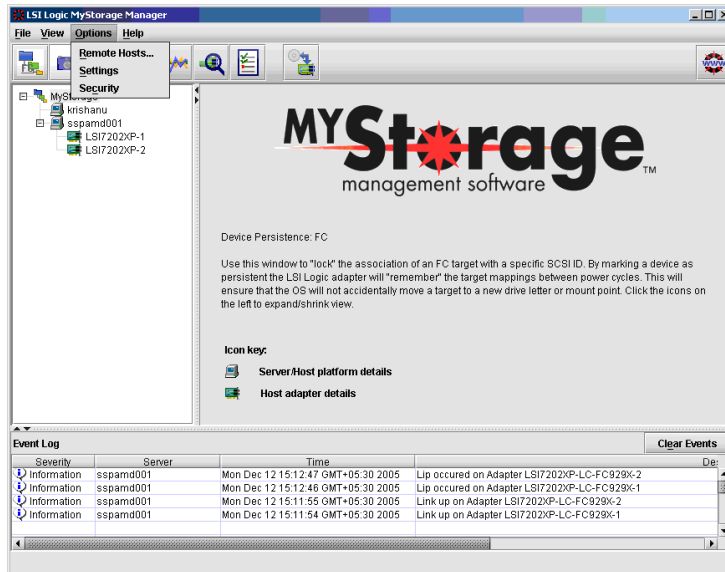 LSI Logic MyStorage Manager
File View Options Help
Remote Hosts...
Settings
Security
www
krishanu
sspamd001
LSI7202XP-1
LSI7202XP-2
MYStorage TM
management software
Device Persistence: FC
Use this window to "lock" the association of an FC target with a specific SCSI ID. By marking a device as
persistent the LSI Logic adapter will "remember" the target mappings between power cycles. This will
ensure that the OS will not accidentally move a target to a new drive letter or mount point. Click the icons on
the left to expand/shrink view.
Icon key:
Server/Host platform details
Host adapter details
Event Log
Clear Events
Severity Server Time Des
Information sspamd001 Mon Dec 12 15:12:47 GMT+05:30 2005 Lip occured on Adapter LSI7202XP-LC-FC929X-2
Information sspamd001 Mon Dec 12 15:12:46 GMT+05:30 2005 Lip occured on Adapter LSI7202XP-LC-FC929X-1
Information sspamd001 Mon Dec 12 15:11:55 GMT+05:30 2005 Link up on Adapter LSI7202XP-LC-FC929X-2
Information sspamd001 Mon Dec 12 15:11:54 GMT+05:30 2005 Link up on Adapter LSI7202XP-LC-FC929X-1